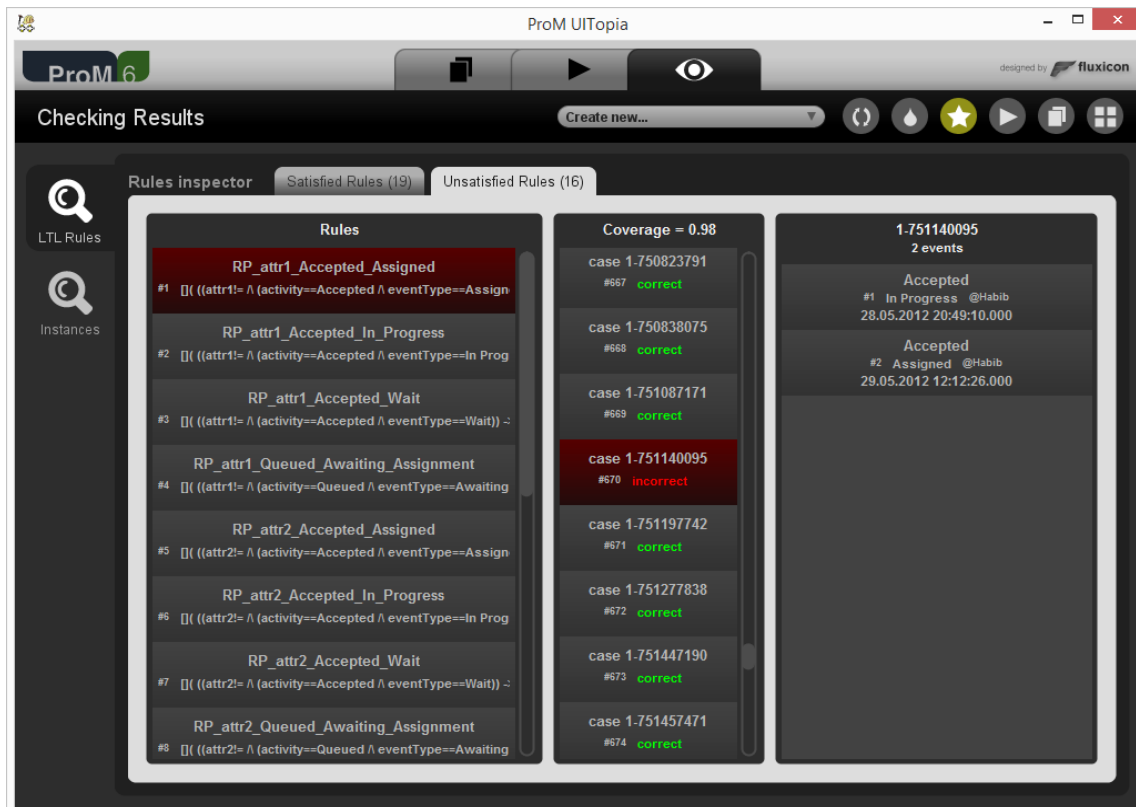 ProM UITopia
ProM 6
designed by fluxicon
Checking Results
Create new...
LTL Rules
Instances
Rules inspector
Satisfied Rules (19)
Unsatisfied Rules (16)
Rules
RP_attr1_Accepted_Assigned
#1 []( ((attr1!= /\ (activity==Accepted /\ eventType==Assign
RP_attr1_Accepted_In_Progress
#2 []( ((attr1!= /\ (activity==Accepted /\ eventType==In Prog
RP_attr1_Accepted_Wait
#3 []( ((attr1!= /\ (activity==Accepted /\ eventType==Wait)) -
RP_attr1_Queued_Awaiting_Assignment
#4 []( ((attr1!= /\ (activity==Queued /\ eventType==Awaiting
RP_attr2_Accepted_Assigned
#5 []( ((attr2!= /\ (activity==Accepted /\ eventType==Assign
RP_attr2_Accepted_In_Progress
#6 []( ((attr2!= /\ (activity==Accepted /\ eventType==In Prog
RP_attr2_Accepted_Wait
#7 []( ((attr2!= /\ (activity==Accepted /\ eventType==Wait)) -
RP_attr2_Queued_Awaiting_Assignment
#8 []( ((attr2!= /\ (activity==Queued /\ eventType==Awaiting
Coverage = 0.98
case 1-750823791
#667 correct
case 1-750838075
#668 correct
case 1-751087171
#669 correct
case 1-751140095
#670 incorrect
case 1-751197742
#671 correct
case 1-751277838
#672 correct
case 1-751447190
#673 correct
case 1-751457471
#674 correct
1-751140095
2 events
Accepted
#1 In Progress @Habib
28.05.2012 20:49:10.000
Accepted
#2 Assigned @Habib
29.05.2012 12:12:26.000